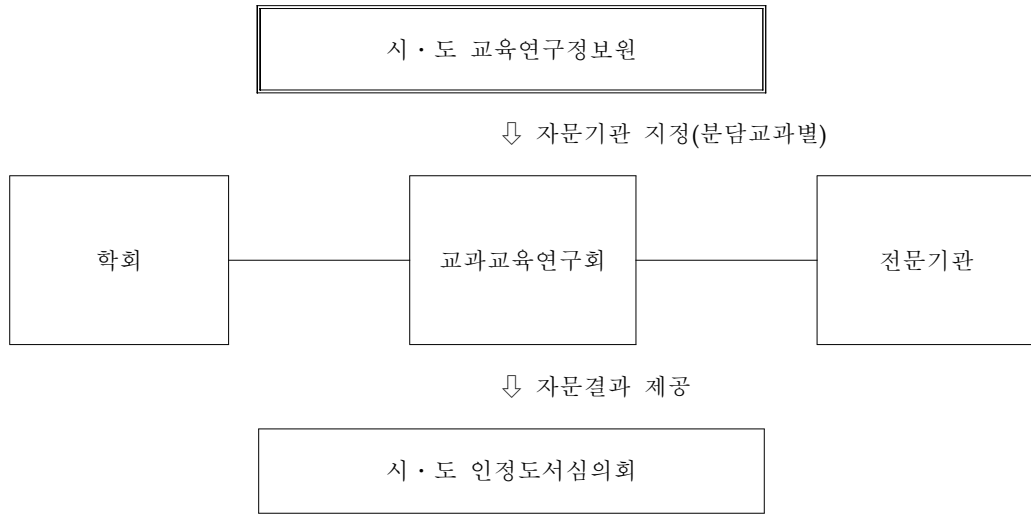 시·도 교육연구정보원
⇩ 자문기관 지정(분담교과별)
학회
교과교육연구회
전문기관
⇩ 자문결과 제공
시·도 인정도서심의회